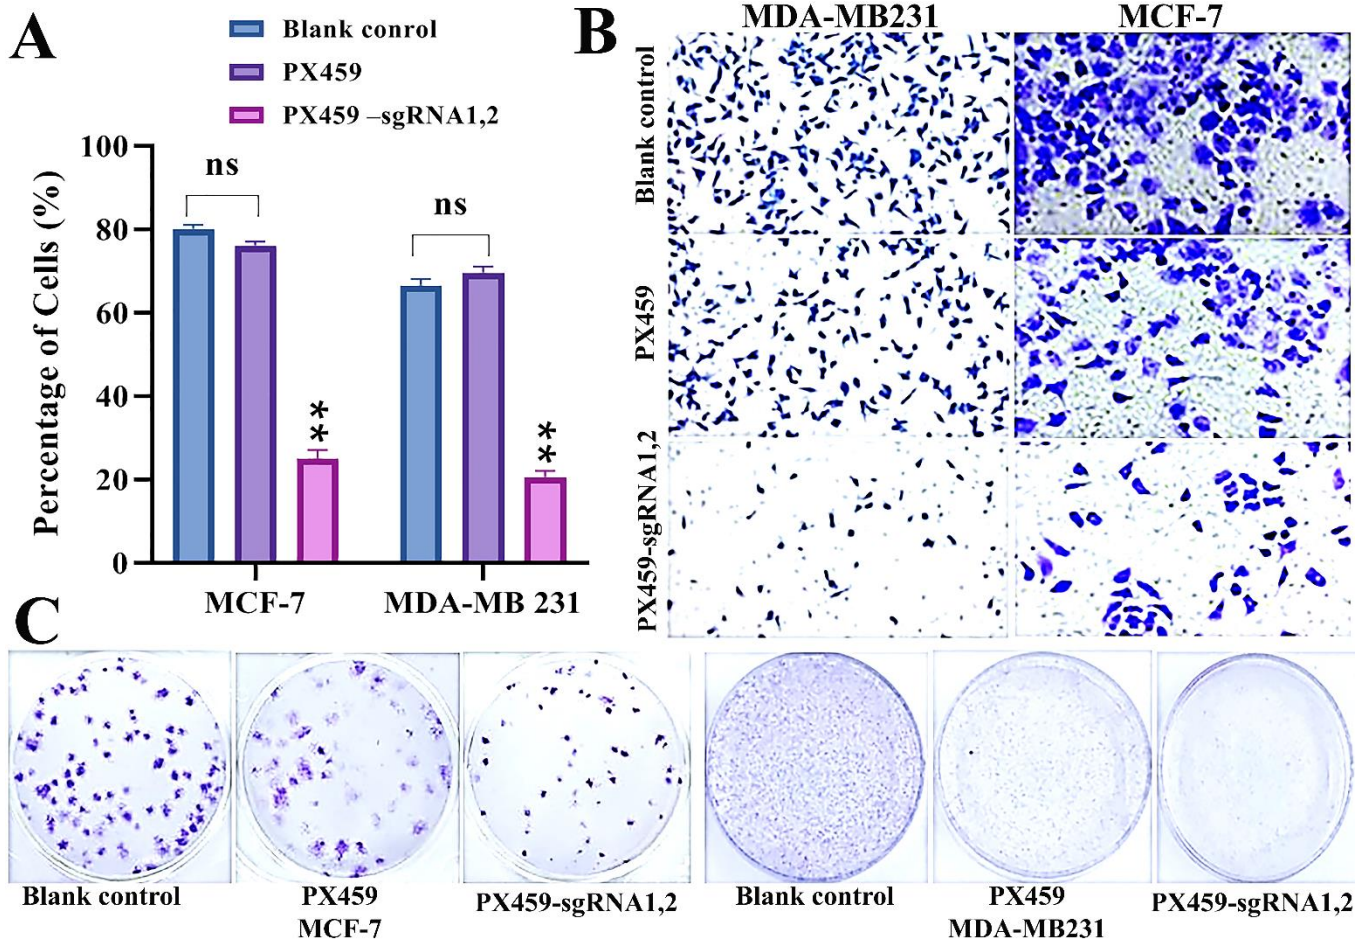 A
Blank conrol
PX459
PX459 –sgRNA1,2
Percentage of Cells (%)
100
80
60
40
20
0
ns
ns
**
**
MCF-7
MDA-MB 231
B
MDA-MB231
MCF-7
Blank control
PX459
PX459-sgRNA1,2
C
Blank control
PX459
PX459-sgRNA1,2
MCF-7
Blank control
PX459
PX459-sgRNA1,2
MDA-MB231